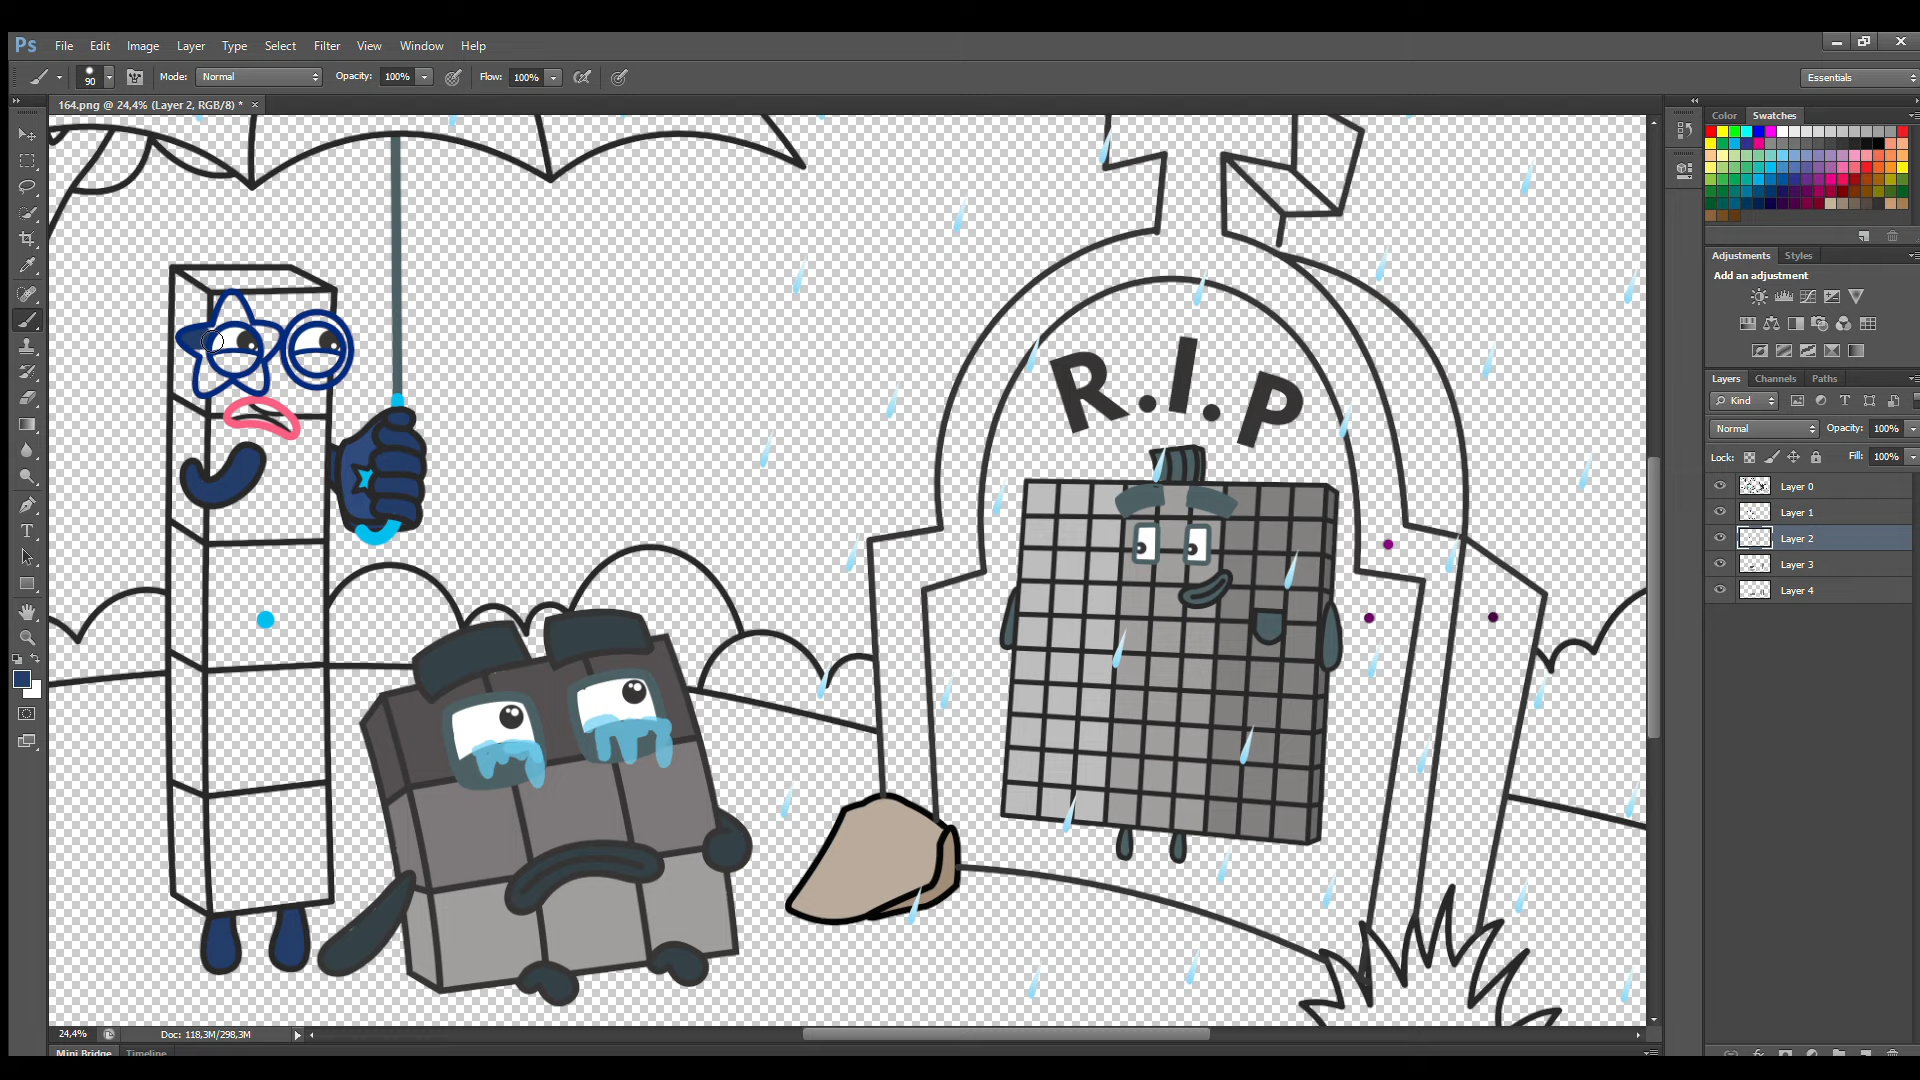 Ps File Edit Image Layer Type Select Filter View Window Help
90 Mode: Normal Opacity: 100% Flow: 100% Essentials
164.png @ 24,4% (Layer 2, RGB/8) * ×
Color Swatches
Adjustments Styles
Add an adjustment
R.I.P
Layers Channels Paths
Kind
Normal Opacity: 100%
Lock: Fill: 100%
Layer 0
Layer 1
Layer 2
Layer 3
Layer 4
24,4% Doc: 118,3M/298,3M
Mini Bridge Timeline